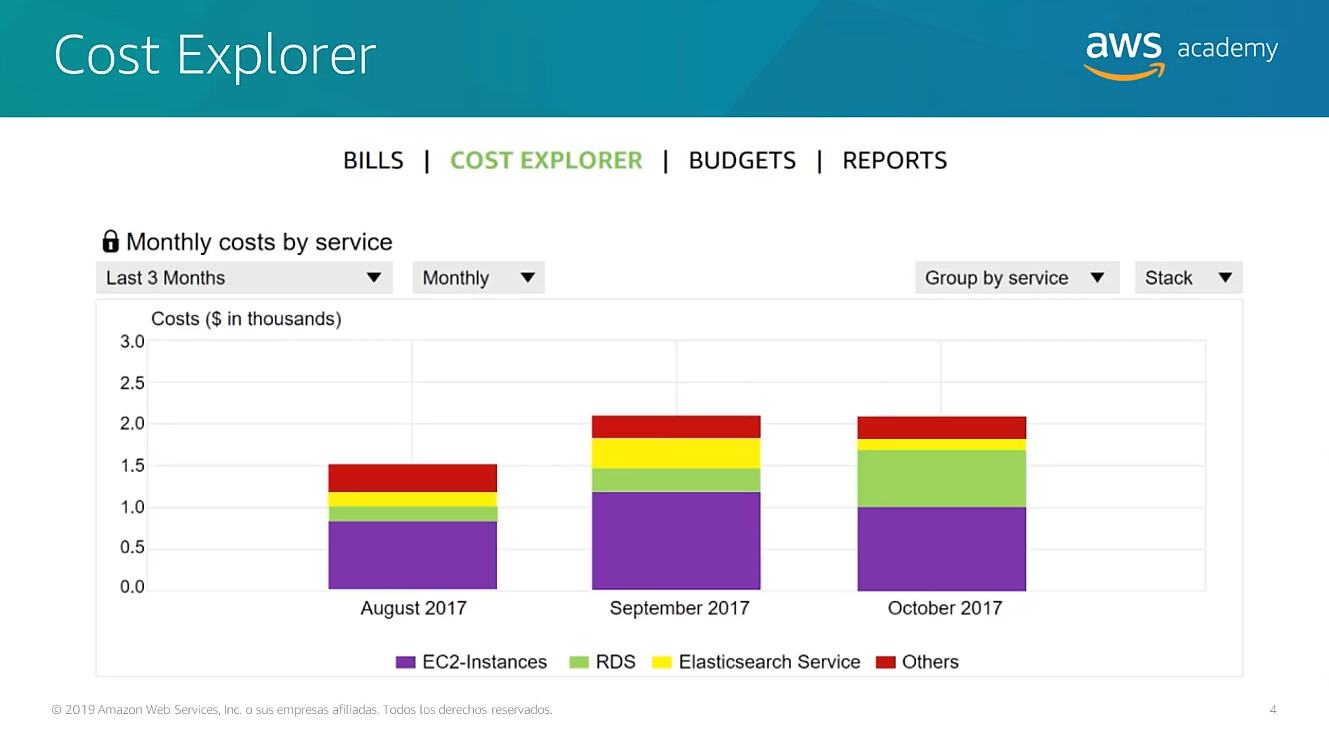 Cost Explorer
aws academy
BILLS | COST EXPLORER | BUDGETS | REPORTS
Monthly costs by service
Last 3 Months Monthly Group by service Stack
Costs ($ in thousands)
3.0
2.5
2.0
1.5
1.0
0.5
0.0
August 2017 September 2017 October 2017
EC2-Instances RDS Elasticsearch Service Others
© 2019 Amazon Web Services, Inc. o sus empresas afiliadas. Todos los derechos reservados. 4